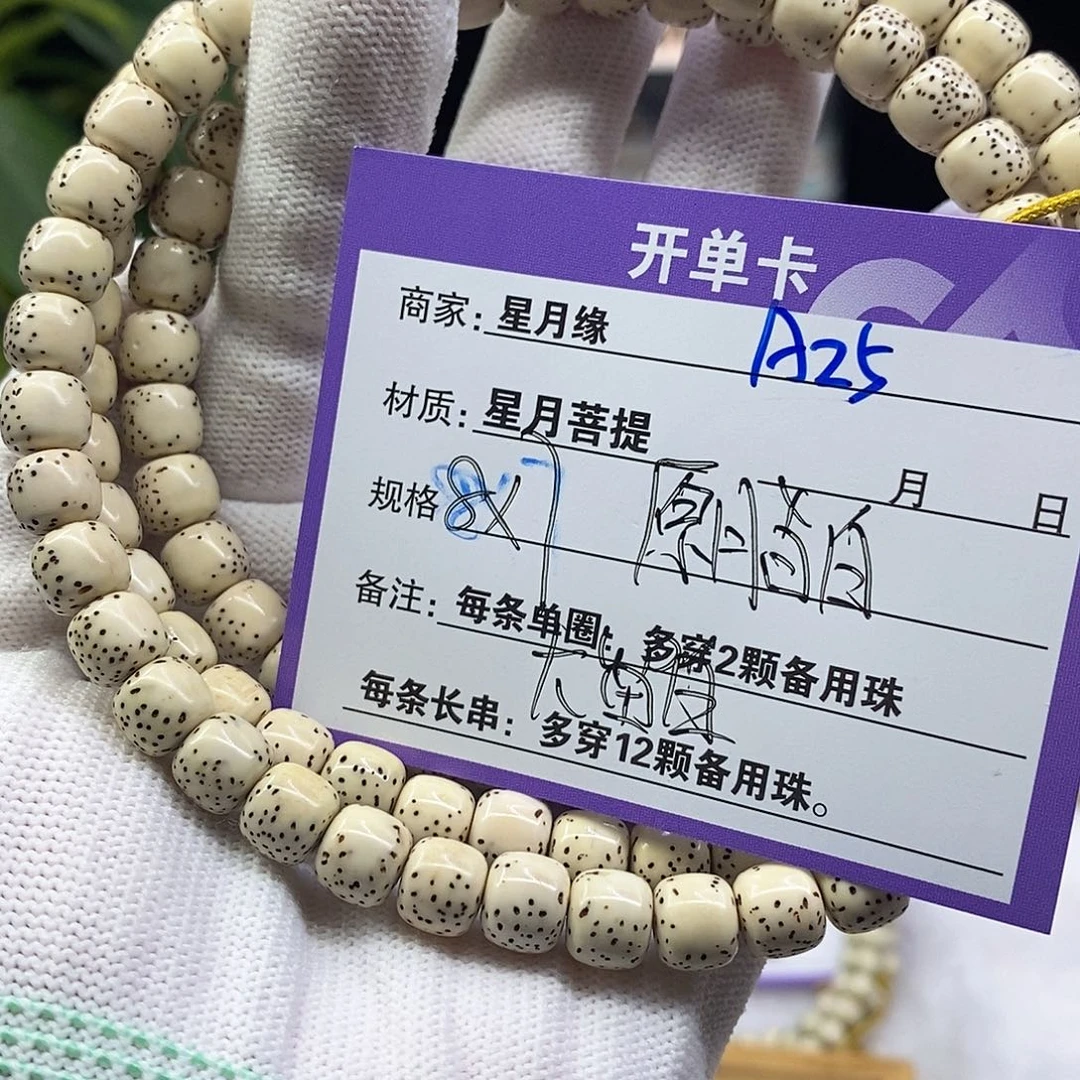 开单卡
商家: 星月缘 A25
材质: 星月菩提
月 日
规格 8X7
备注: 每条单圈: 多穿2颗备用珠
每条长串: 多穿12颗备用珠。